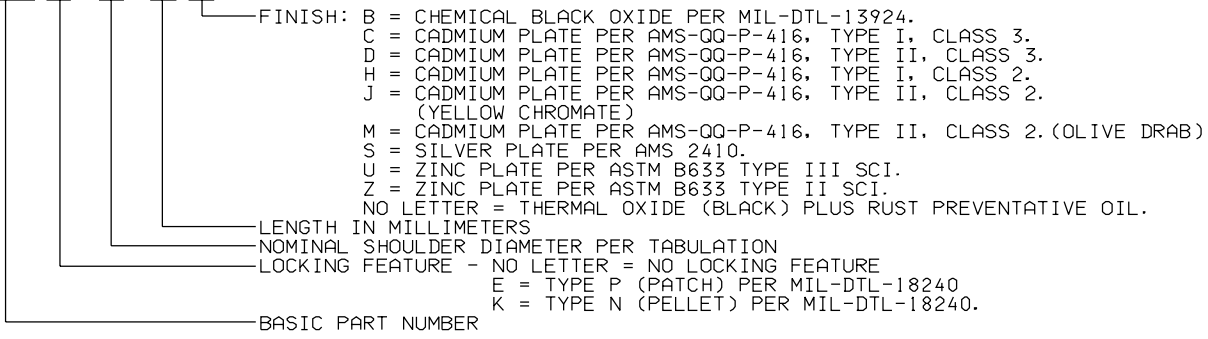 FINISH: B = CHEMICAL BLACK OXIDE PER MIL-DTL-13924.
C = CADMIUM PLATE PER AMS-QQ-P-416, TYPE I, CLASS 3.
D = CADMIUM PLATE PER AMS-QQ-P-416, TYPE II, CLASS 3.
H = CADMIUM PLATE PER AMS-QQ-P-416, TYPE I, CLASS 2.
J = CADMIUM PLATE PER AMS-QQ-P-416, TYPE II, CLASS 2.
(YELLOW CHROMATE)
M = CADMIUM PLATE PER AMS-QQ-P-416, TYPE II, CLASS 2.(OLIVE DRAB)
S = SILVER PLATE PER AMS 2410.
U = ZINC PLATE PER ASTM B633 TYPE III SCI.
Z = ZINC PLATE PER ASTM B633 TYPE II SCI.
NO LETTER = THERMAL OXIDE (BLACK) PLUS RUST PREVENTATIVE OIL.
LENGTH IN MILLIMETERS
NOMINAL SHOULDER DIAMETER PER TABULATION
LOCKING FEATURE - NO LETTER = NO LOCKING FEATURE
E = TYPE P (PATCH) PER MIL-DTL-18240
K = TYPE N (PELLET) PER MIL-DTL-18240.
BASIC PART NUMBER